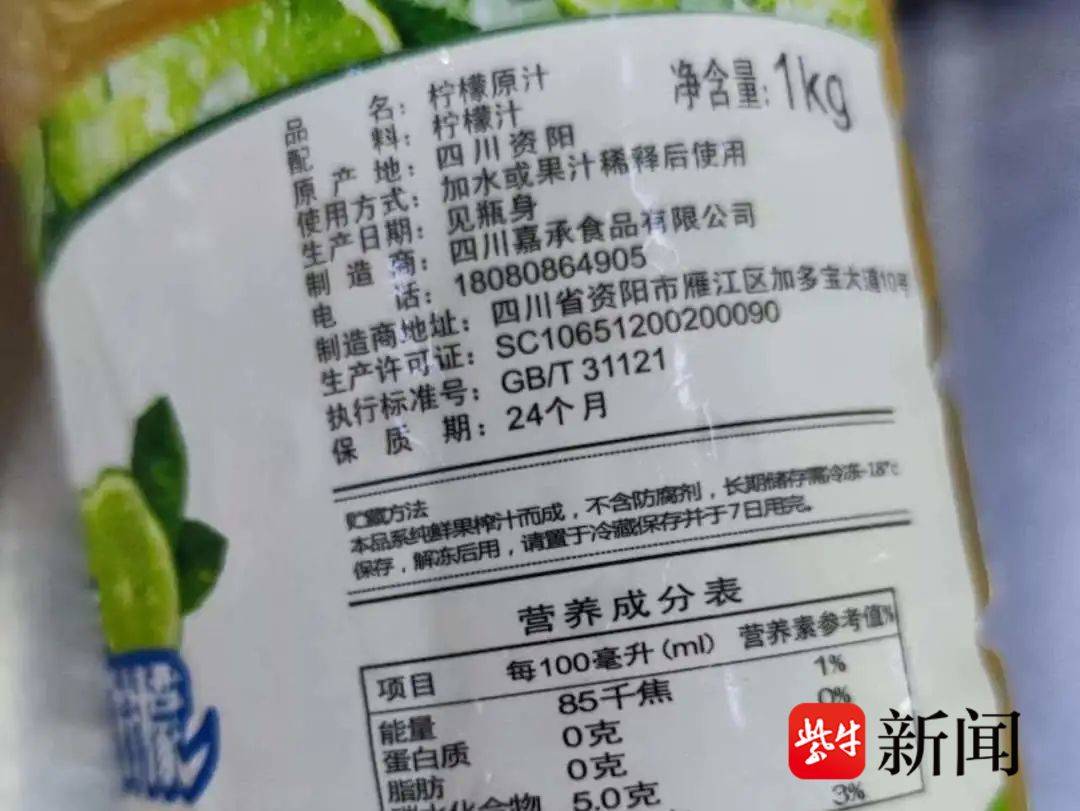 品名：柠檬原汁
净含量：1kg
配料：柠檬汁
原产地：四川资阳
使用方式：加水或果汁稀释后使用
生产日期：见瓶身
制造商：四川嘉承食品有限公司
电话：18080864905
制造商地址：四川省资阳市雁江区加多宝大道10号
生产许可证：SC10651200200090
执行标准号：GB/T 31121
保质期：24个月
贮藏方法
本品系纯鲜果榨汁而成，不含防腐剂，长期储存需冷冻-18℃
保存，解冻后用，请置于冷藏保存并于7日用完。
营养成分表
项目 每100毫升(ml) 营养素参考值%
能量 85千焦 1%
蛋白质 0克 0%
脂肪 0克
碳水化合物 5.0克 3%
檬
紫牛新闻